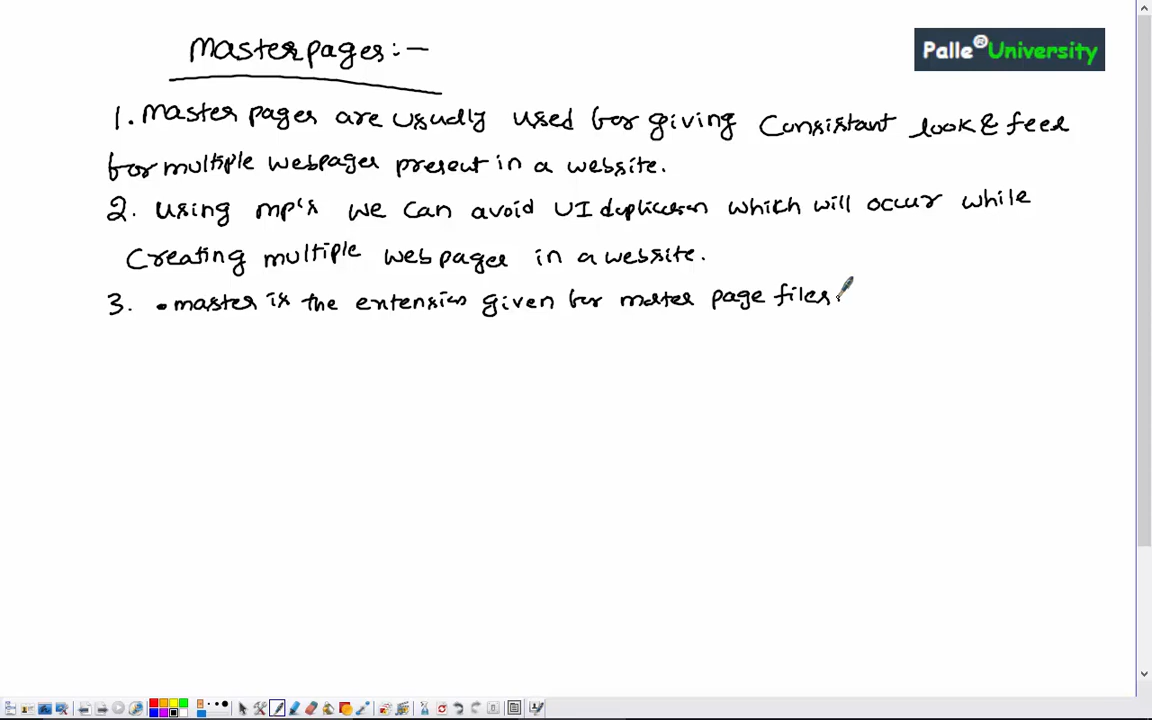 Master pages:-
Palle®University
1. Master pages are usually used for giving Consistant look & feel
for multiple webpages present in a website.
2. Using mp's we can avoid UI duplication which will occur while
Creating multiple webpages in a website.
3. .master is the extension given for master page files.